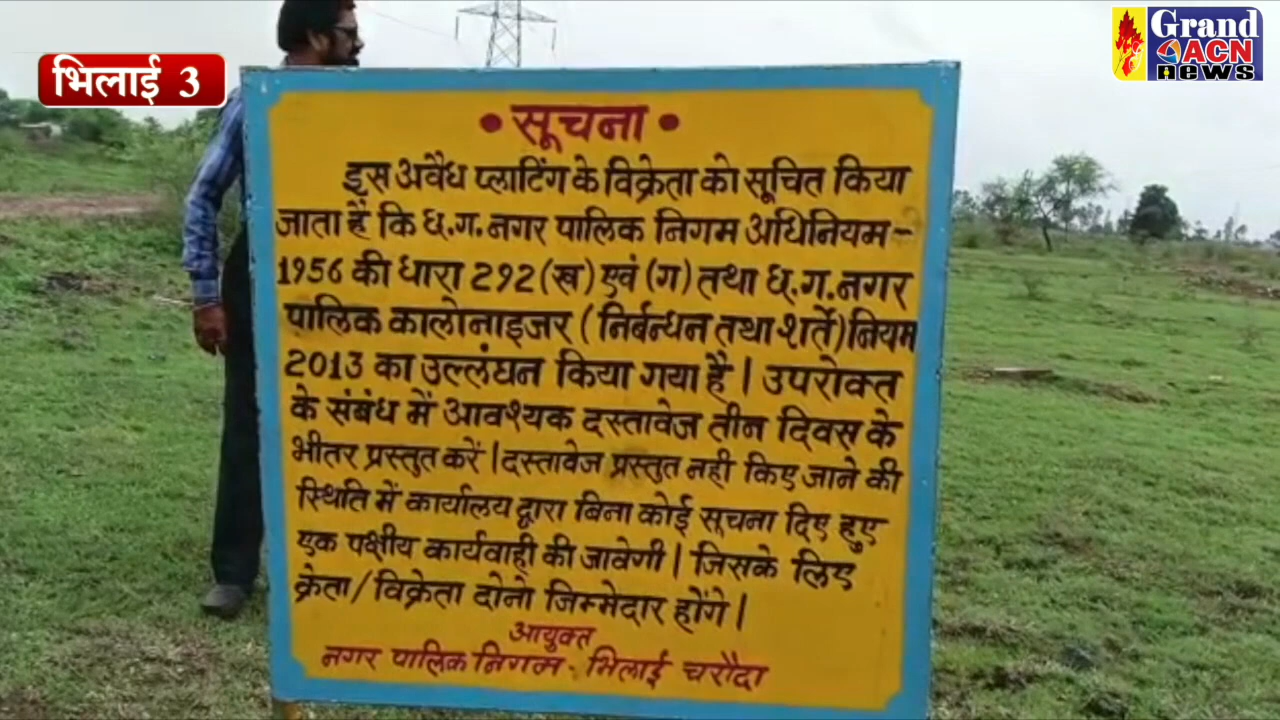 भिलाई 3
Grand
ACN
news
• सूचना •
इस अवैध प्लाटिंग के विक्रेता को सूचित किया
जाता हैं कि छ.ग. नगर पालिक निगम अधिनियम-
1956 की धारा 292 (ख) एवं (ग) तथा छ.ग. नगर
पालिक कालोनाइजर (निर्बन्धन तथा शर्ते) नियम
2013 का उल्लंघन किया गया है। उपरोक्त
के संबंध में आवश्यक दस्तावेज तीन दिवस के
भीतर प्रस्तुत करें। दस्तावेज प्रस्तुत नही किए जाने की
स्थिति में कार्यालय द्वारा बिना कोई सूचना दिए हुए
एक पक्षीय कार्यवाही की जावेगी। जिसके लिए
क्रेता/विक्रेता दोनो जिम्मेदार होंगे।
आयुक्त
नगर पालिक निगम- भिलाई चरौदा